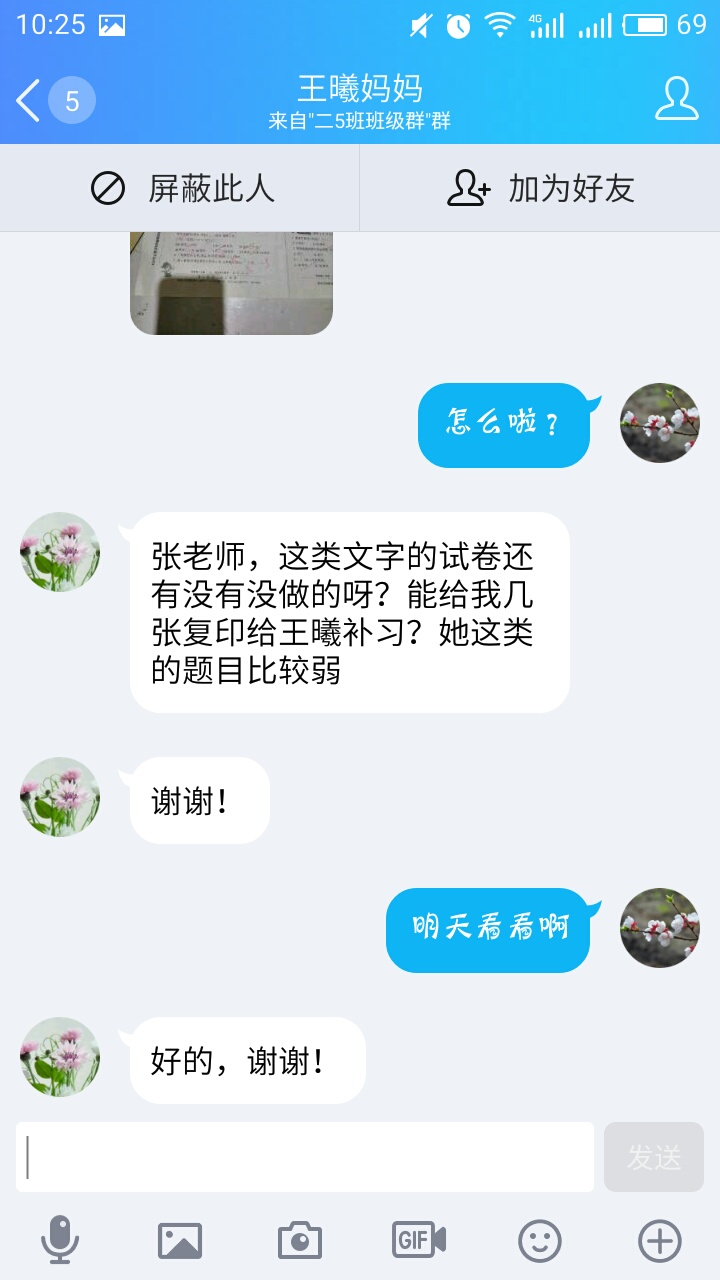 10:25
4G
69
5
王曦妈妈
来自"二5班班级群"群
屏蔽此人
加为好友
怎么啦?
张老师，这类文字的试卷还
有没有没做的呀？能给我几
张复印给王曦补习？她这类
的题目比较弱
谢谢！
明天看看啊
好的，谢谢！
发送
GIF